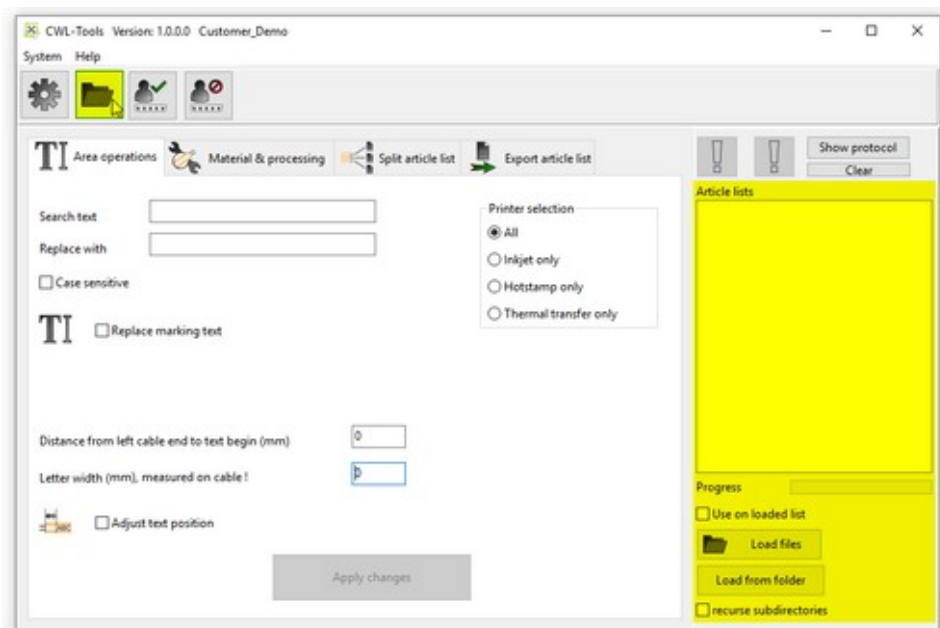 CWL-Tools Version: 1.0.0.0 Customer_Demo
System Help
TI Area operations
Material & processing
Split article list
Export article list
Show protocol
Clear
Article lists
Search text
Replace with
Case sensitive
TI Replace marking text
Printer selection
All
Inkjet only
Hotstamp only
Thermal transfer only
Distance from left cable end to text begin (mm) 0
Letter width (mm), measured on cable ! 0
Adjust text position
Apply changes
Progress
Use on loaded list
Load files
Load from folder
recurse subdirectories